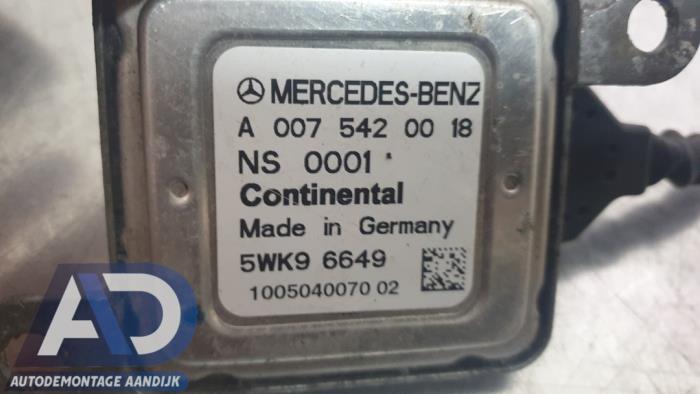 MERCEDES-BENZ
A 007 542 00 18
NS 0001
Continental
Made in Germany
5WK9 6649
1005040070 02
AD
AUTODEMONTAGE AANDIJK